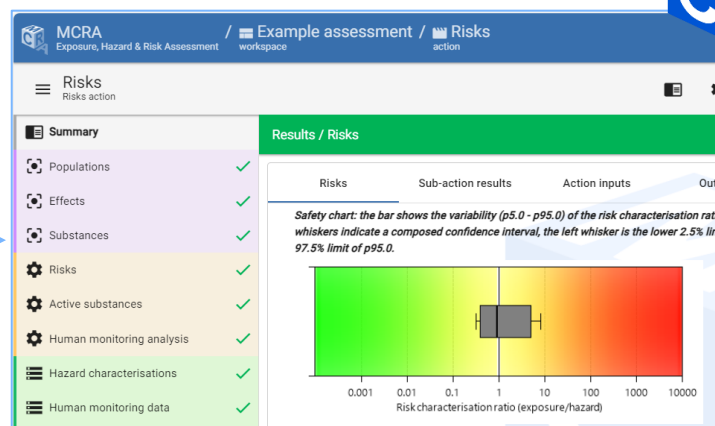 MCRA
Exposure, Hazard & Risk Assessment
/ Example assessment
workspace
/ Risks
action
Risks
Risks action
Summary
Results / Risks
Populations
Effects
Substances
Risks
Active substances
Human monitoring analysis
Hazard characterisations
Human monitoring data
Risks
Sub-action results
Action inputs
Safety chart: the bar shows the variability (p5.0 - p95.0) of the risk characterisation
whiskers indicate a composed confidence interval, the left whisker is the lower 2.5%
97.5% limit of p95.0.
0.001 0.01 0.1 1 10 100 1000 10000
Risk characterisation ratio (exposure/hazard)